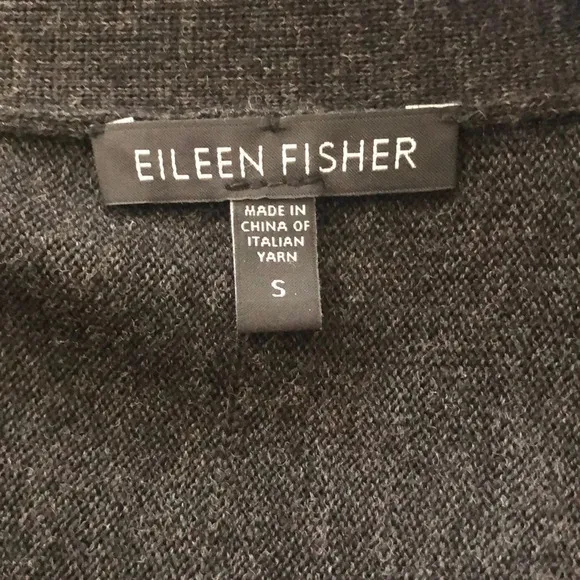 EILEEN FISHER
MADE IN
CHINA OF
ITALIAN
YARN
S